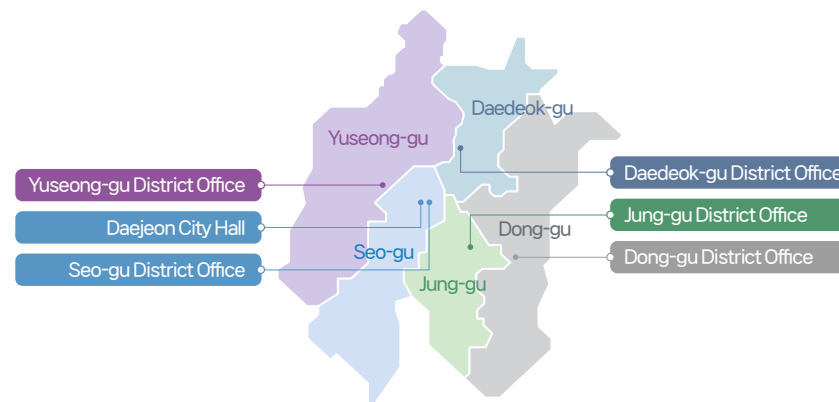 Daedeok-gu
Yuseong-gu
Yuseong-gu District Office
Daejeon City Hall
Seo-gu District Office
Seo-gu
Jung-gu
Dong-gu
Daedeok-gu District Office
Jung-gu District Office
Dong-gu District Office